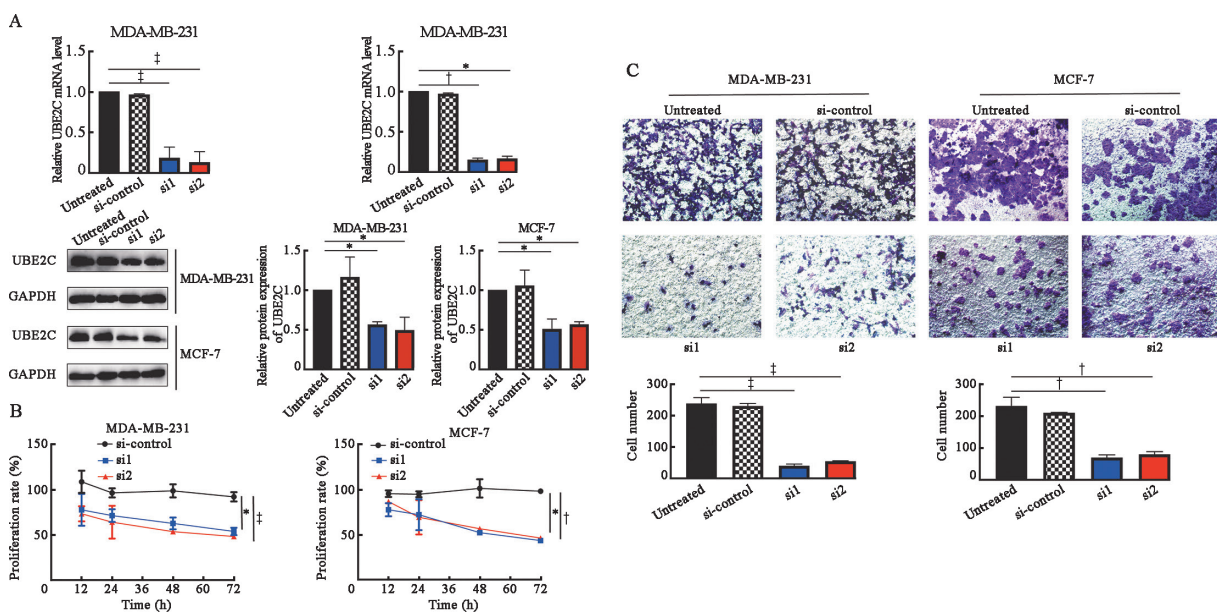 A
MDA-MB-231
Relative UBE2C mRNA level
1.5
1.0
0.5
0
‡
‡
Untreated
si-control
si1
si2
MDA-MB-231
Relative UBE2C mRNA level
1.5
1.0
0.5
0
*
†
Untreated
si-control
si1
si2
Untreated
si-control
si1
si2
UBE2C
GAPDH
MDA-MB-231
UBE2C
GAPDH
MCF-7
MDA-MB-231
Relative protein expression
of UBE2C
1.5
1.0
0.5
0
*
*
Untreated
si-control
si1
si2
MCF-7
Relative protein expression
of UBE2C
1.5
1.0
0.5
0
*
*
Untreated
si-control
si1
si2
B
MDA-MB-231
Proliferation rate (%)
150
100
50
0
12
24
36
48
60
72
Time (h)
si-control
si1
si2
*
‡
MCF-7
Proliferation rate (%)
150
100
50
0
12
24
36
48
60
72
Time (h)
si-control
si1
si2
*
†
C
MDA-MB-231
Untreated
si-control
si1
si2
MCF-7
Untreated
si-control
si1
si2
Cell number
300
200
100
0
‡
‡
Untreated
si-control
si1
si2
Cell number
300
200
100
0
†
†
Untreated
si-control
si1
si2